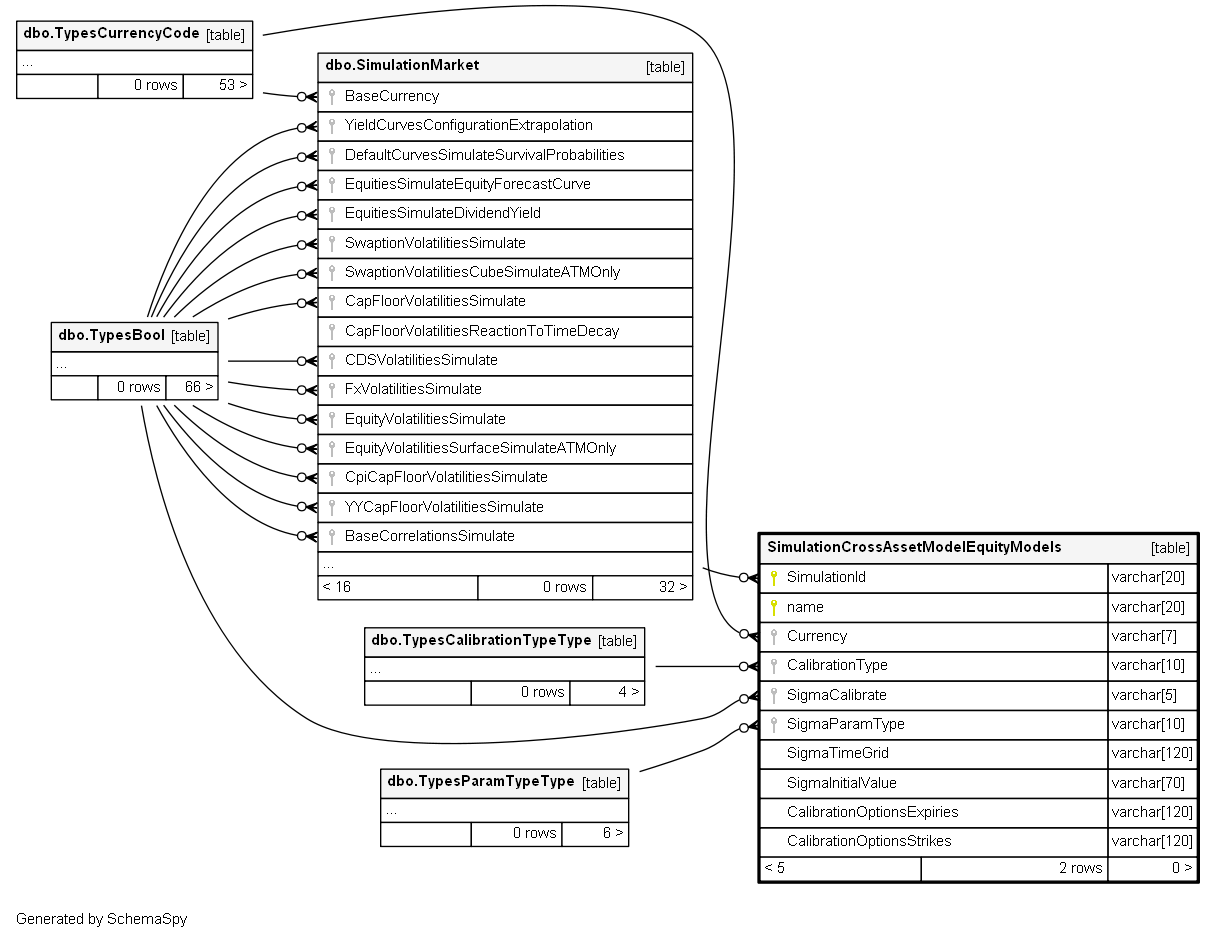 dbo.TypesCurrencyCode [table]
...
0 rows 53 >
dbo.SimulationMarket [table]
BaseCurrency
YieldCurvesConfigurationExtrapolation
DefaultCurvesSimulateSurvivalProbabilities
EquitiesSimulateEquityForecastCurve
EquitiesSimulateDividendYield
SwaptionVolatilitiesSimulate
SwaptionVolatilitiesCubeSimulateATMOnly
CapFloorVolatilitiesSimulate
CapFloorVolatilitiesReactionToTimeDecay
CDSVolatilitiesSimulate
FxVolatilitiesSimulate
EquityVolatilitiesSimulate
EquityVolatilitiesSurfaceSimulateATMOnly
CpiCapFloorVolatilitiesSimulate
YYCapFloorVolatilitiesSimulate
BaseCorrelationsSimulate
...
< 16 0 rows 32 >
dbo.TypesBool [table]
...
0 rows 66 >
dbo.TypesCalibrationTypeType [table]
...
0 rows 4 >
dbo.TypesParamTypeType [table]
...
0 rows 6 >
SimulationCrossAssetModelEquityModels [table]
SimulationId varchar[20]
name varchar[20]
Currency varchar[7]
CalibrationType varchar[10]
SigmaCalibrate varchar[5]
SigmaParamType varchar[10]
SigmaTimeGrid varchar[120]
SigmaInitialValue varchar[70]
CalibrationOptionsExpiries varchar[120]
CalibrationOptionsStrikes varchar[120]
< 5 2 rows 0 >
Generated by SchemaSpy